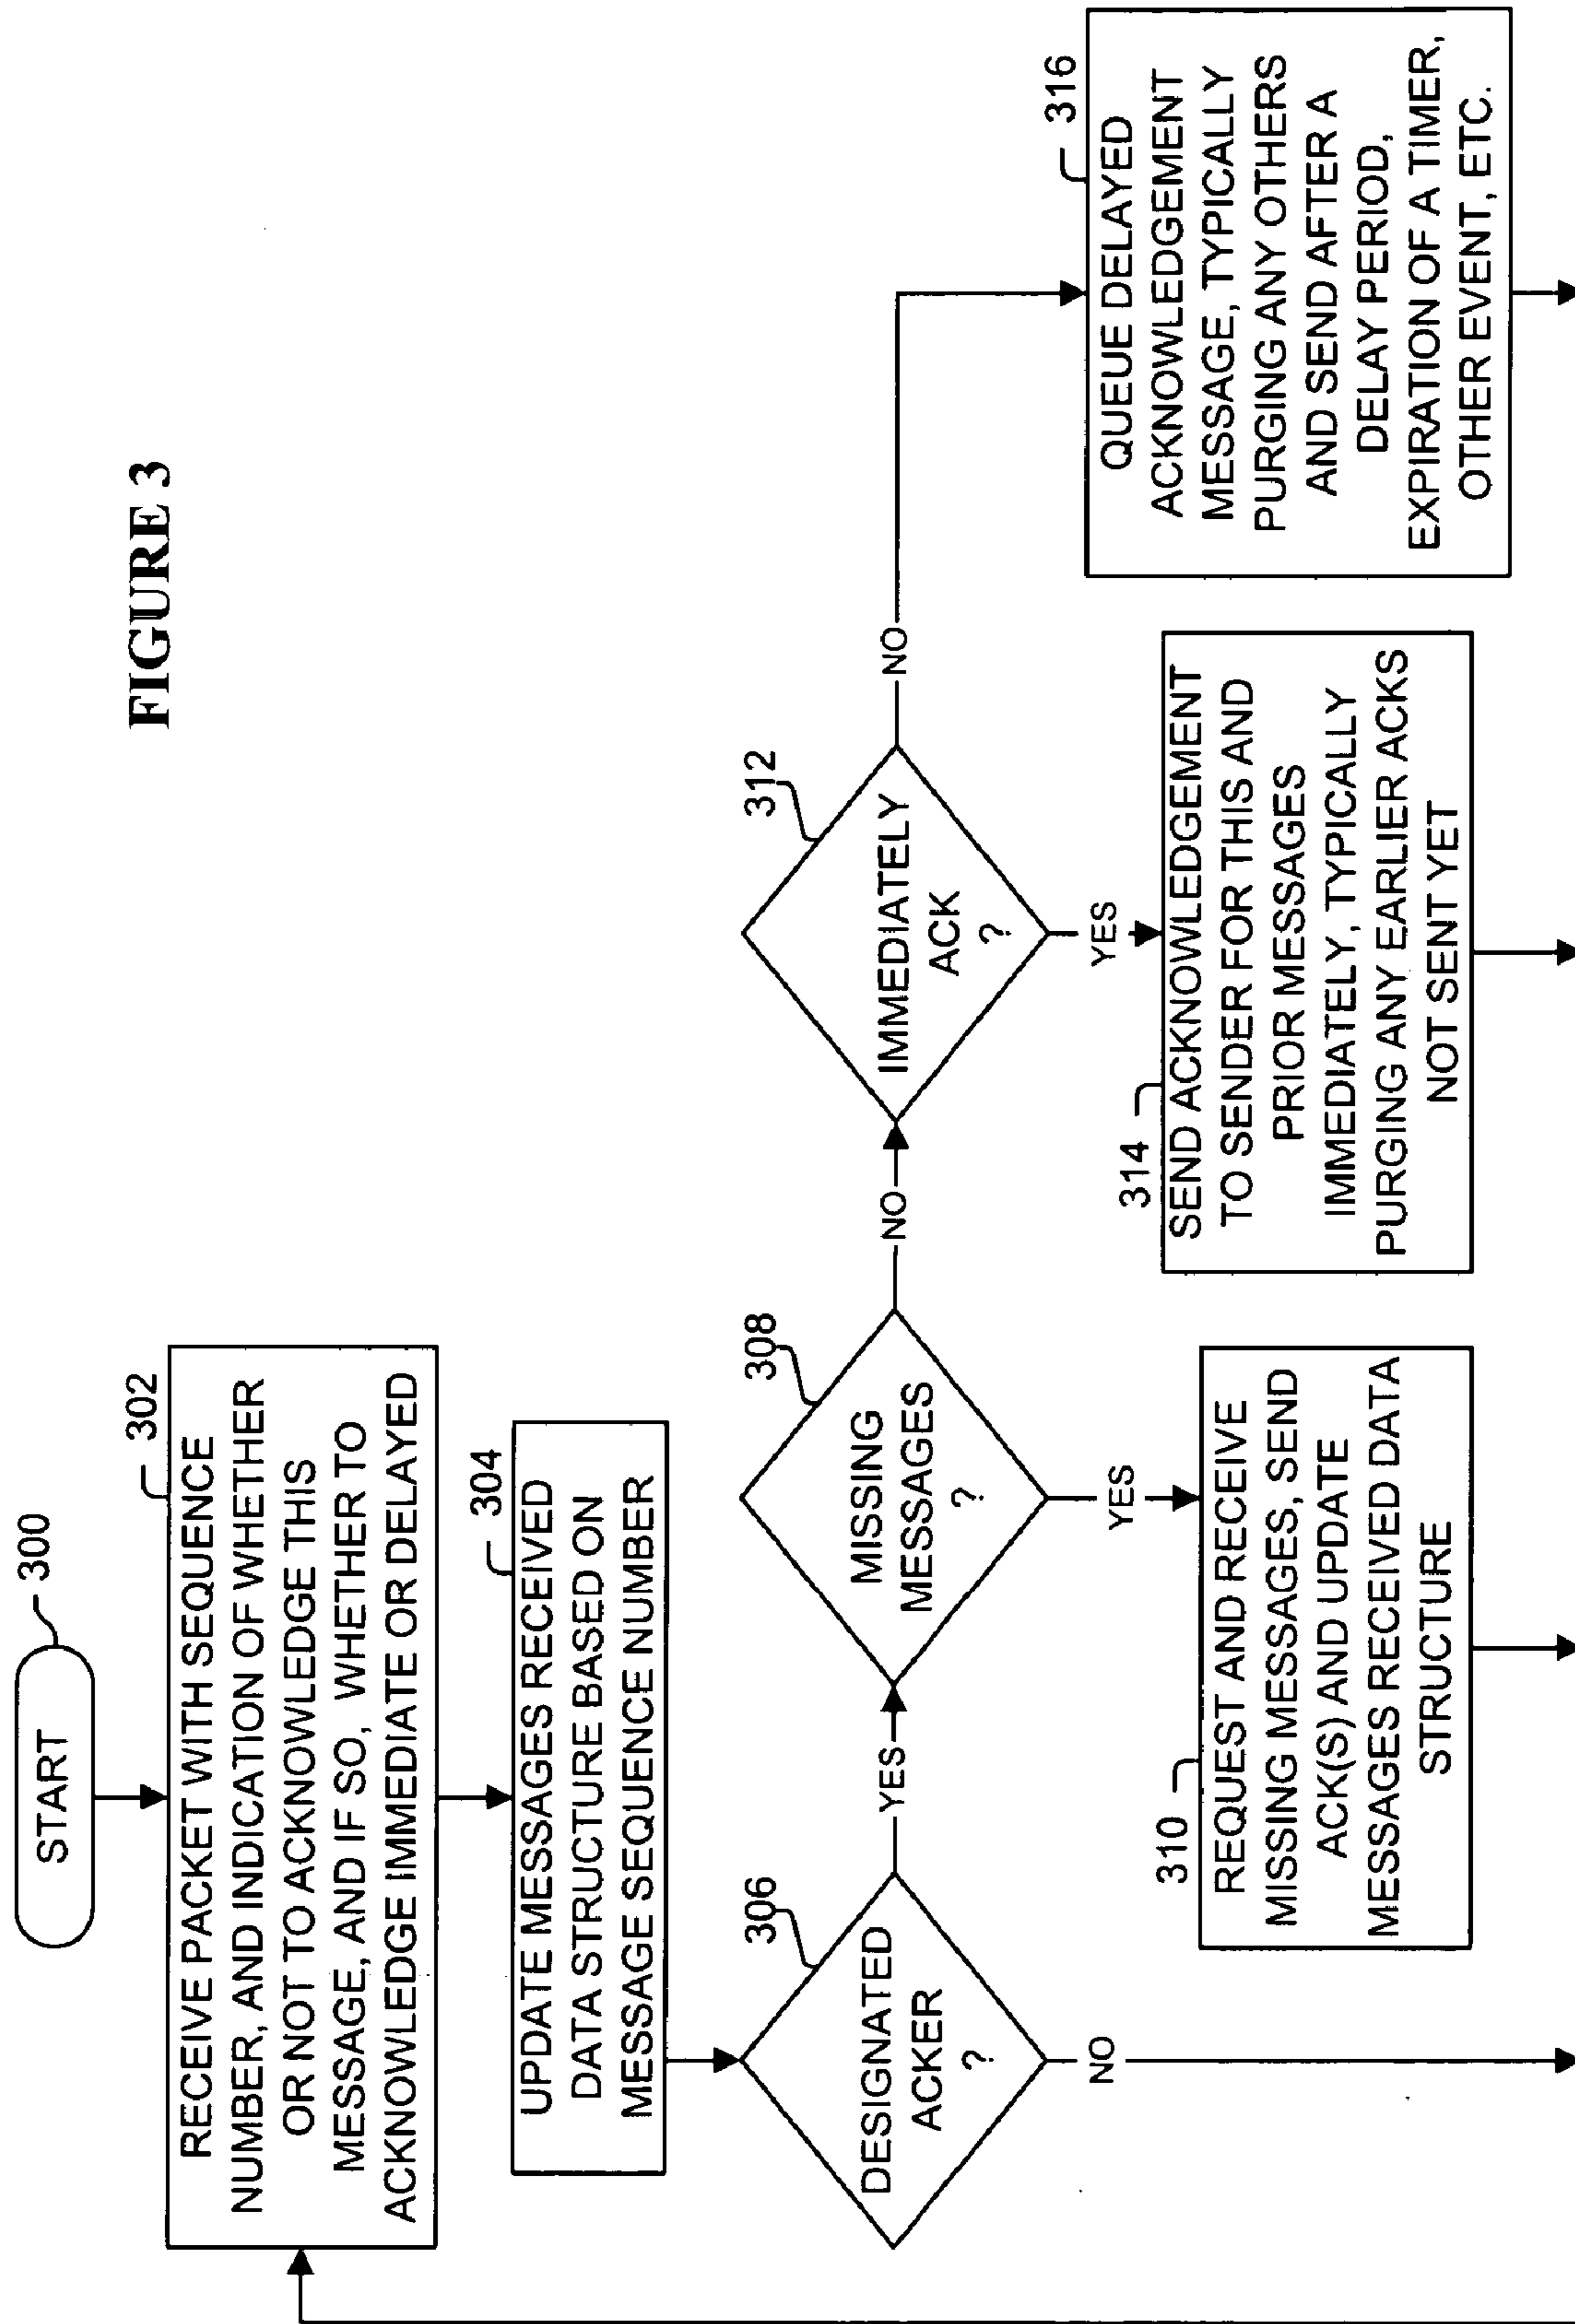 FIGURE 3
START
300
302
RECEIVE PACKET WITH SEQUENCE
NUMBER, AND INDICATION OF WHETHER
OR NOT TO ACKNOWLEDGE THIS
MESSAGE, AND IF SO, WHETHER TO
ACKNOWLEDGE IMMEDIATE OR DELAYED
304
UPDATE MESSAGES RECEIVED
DATA STRUCTURE BASED ON
MESSAGE SEQUENCE NUMBER
306
DESIGNATED
ACKER
?
YES
NO
308
MISSING
MESSAGES
?
NO
YES
310
REQUEST AND RECEIVE
MISSING MESSAGES, SEND
ACK(S) AND UPDATE
MESSAGES RECEIVED DATA
STRUCTURE
312
IMMEDIATELY
ACK
?
NO
YES
314
SEND ACKNOWLEDGEMENT
TO SENDER FOR THIS AND
PRIOR MESSAGES
IMMEDIATELY, TYPICALLY
PURGING ANY EARLIER ACKS
NOT SENT YET
316
QUEUE DELAYED
ACKNOWLEDGEMENT
MESSAGE, TYPICALLY
PURGING ANY OTHERS
AND SEND AFTER A
DELAY PERIOD,
EXPIRATION OF A TIMER,
OTHER EVENT, ETC.